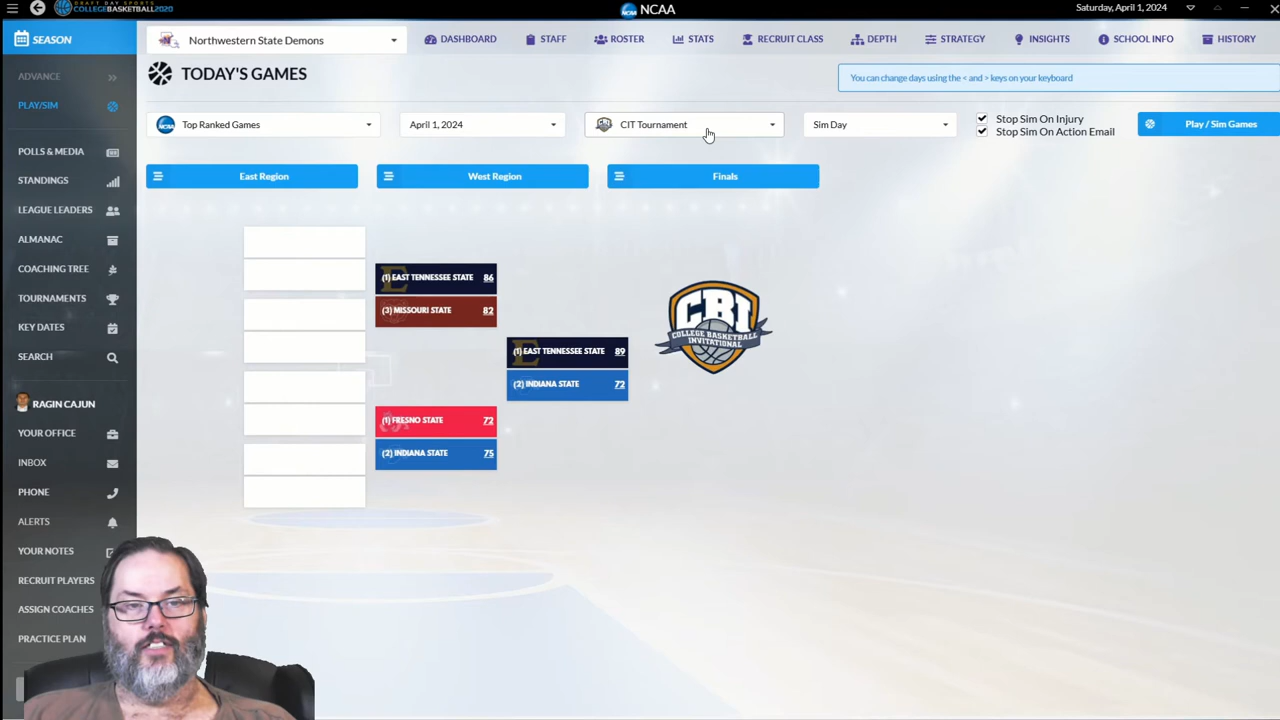 DRAFT DAY SPORTS
COLLEGE BASKETBALL 2020
NCAA
Saturday, April 1, 2024
SEASON
Northwestern State Demons
DASHBOARD
STAFF
ROSTER
STATS
RECRUIT CLASS
DEPTH
STRATEGY
INSIGHTS
SCHOOL INFO
HISTORY
ADVANCE
TODAY'S GAMES
You can change days using the < and > keys on your keyboard
PLAY/SIM
Top Ranked Games
April 1, 2024
CIT Tournament
Sim Day
Stop Sim On Injury
Stop Sim On Action Email
Play / Sim Games
POLLS & MEDIA
STANDINGS
LEAGUE LEADERS
ALMANAC
COACHING TREE
TOURNAMENTS
KEY DATES
SEARCH
East Region
West Region
Finals
(1) EAST TENNESSEE STATE 86
(3) MISSOURI STATE 82
(1) EAST TENNESSEE STATE 89
(2) INDIANA STATE 72
(1) FRESNO STATE 72
(2) INDIANA STATE 75
CBI
COLLEGE BASKETBALL
INVITATIONAL
RAGIN CAJUN
YOUR OFFICE
INBOX
PHONE
ALERTS
YOUR NOTES
RECRUIT PLAYERS
ASSIGN COACHES
PRACTICE PLAN